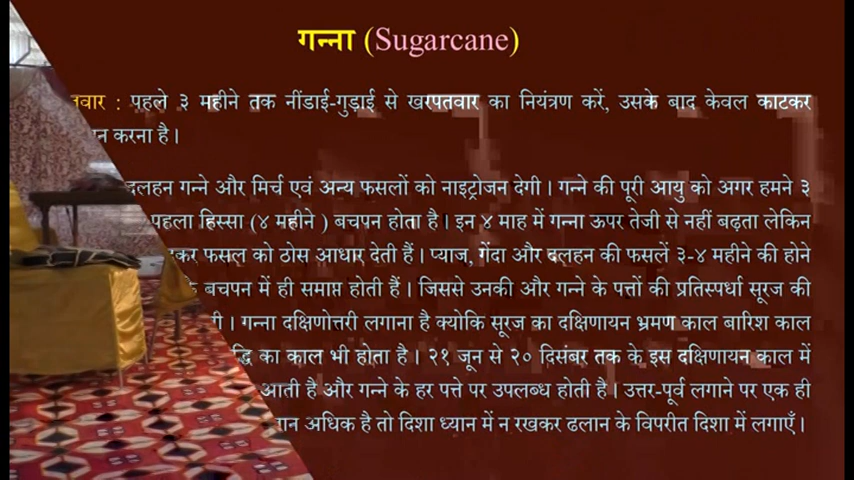 गन्ना (Sugarcane)
तवार : पहले ३ महीने तक नींडाई-गुड़ाई से खरपतवार का नियंत्रण करें, उसके बाद केवल काटकर
न करना है।
दलहन गन्ने और मिर्च एवं अन्य फसलों को नाइट्रोजन देगी। गन्ने की पूरी आयु को अगर हमने ३
पहला हिस्सा (४ महीने ) बचपन होता है। इन ४ माह में गन्ना ऊपर तेजी से नहीं बढ़ता लेकिन
कर फसल को ठोस आधार देती हैं। प्याज, गेंदा और दलहन की फसलें ३-४ महीने की होने
के बचपन में ही समाप्त होती हैं। जिससे उनकी और गन्ने के पत्तों की प्रतिस्पर्धा सूरज की
ी। गन्ना दक्षिणोत्तरी लगाना है क्योकि सूरज का दक्षिणायन भ्रमण काल बारिश काल
द्धि का काल भी होता है। २१ जून से २० दिसंबर तक के इस दक्षिणायन काल में
आती है और गन्ने के हर पत्ते पर उपलब्ध होती है। उत्तर-पूर्व लगाने पर एक ही
ान अधिक है तो दिशा ध्यान में न रखकर ढलान के विपरीत दिशा में लगाएँ।